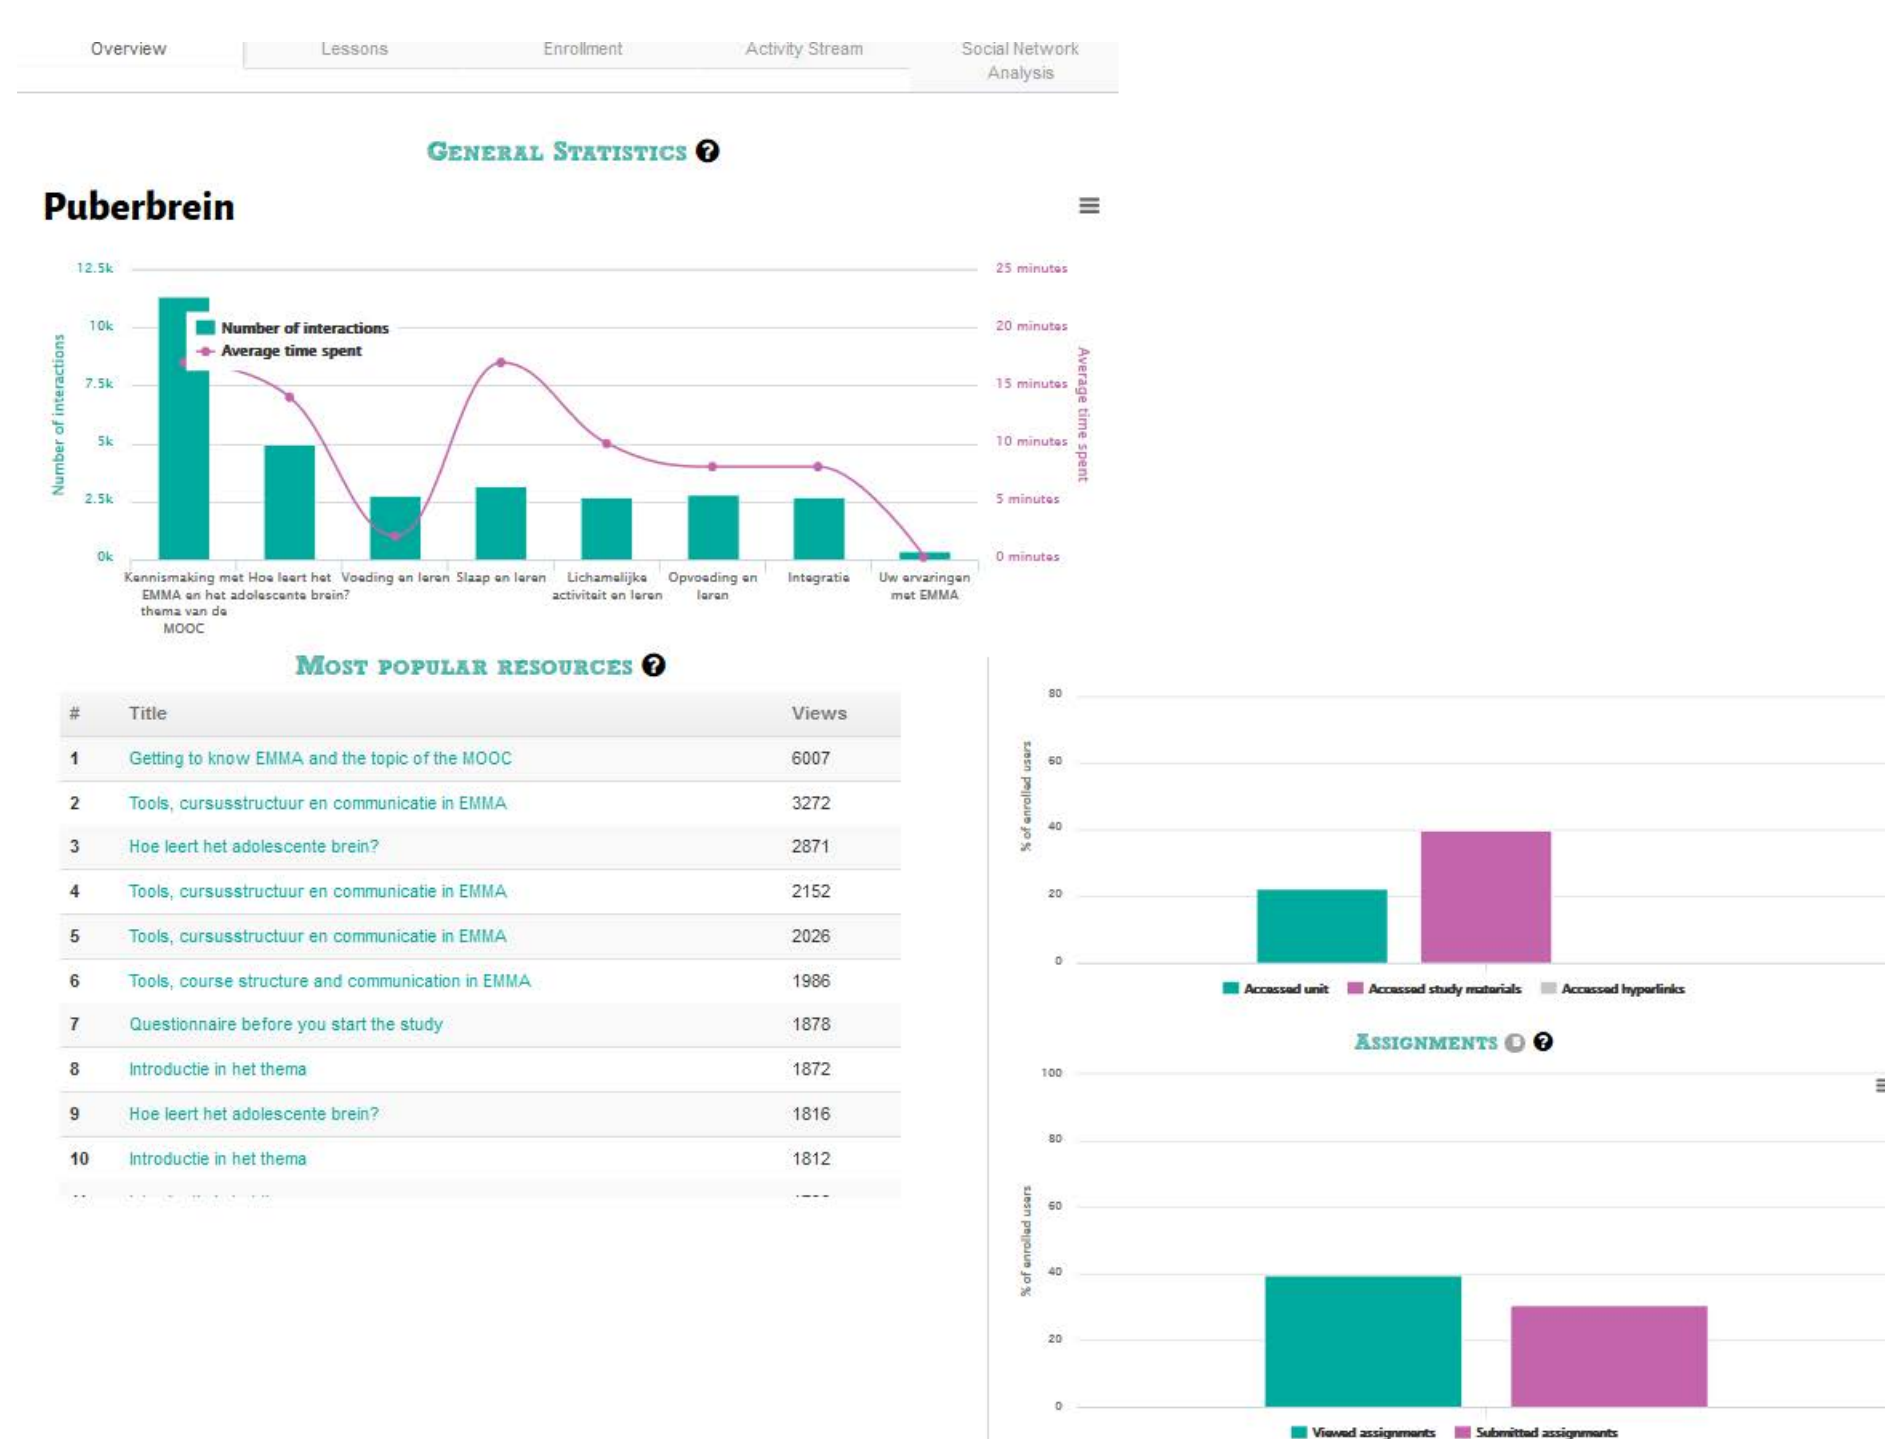 Overview
Lessons
Enrollment
Activity Stream
Social Network
Analysis
GENERAL STATISTICS ?
Puberbrein
12.5k
10k
7.5k
5k
2.5k
0k
Number of interactions
Number of interactions
Average time spent
25 minutes
20 minutes
15 minutes
10 minutes
5 minutes
0 minutes
Average time spent
Kennismaking met
EMMA en het
thema van de
MOOC
Hoe leert het
adolescente brein?
Voeding en leren
Slaap en leren
Lichamelijke
activiteit en leren
Opvoeding en
leren
Integratie
Uw ervaringen
met EMMA
MOST POPULAR RESOURCES ?
# Title Views
1 Getting to know EMMA and the topic of the MOOC 6007
2 Tools, cursusstructuur en communicatie in EMMA 3272
3 Hoe leert het adolescente brein? 2871
4 Tools, cursusstructuur en communicatie in EMMA 2152
5 Tools, cursusstructuur en communicatie in EMMA 2026
6 Tools, course structure and communication in EMMA 1986
7 Questionnaire before you start the study 1878
8 Introductie in het thema 1872
9 Hoe leert het adolescente brein? 1816
10 Introductie in het thema 1812
80
60
40
20
0
% of enrolled users
Accessed unit Accessed study materials Accessed hyperlinks
ASSIGNMENTS ?
100
80
60
40
20
0
% of enrolled users
Viewed assignments Submitted assignments